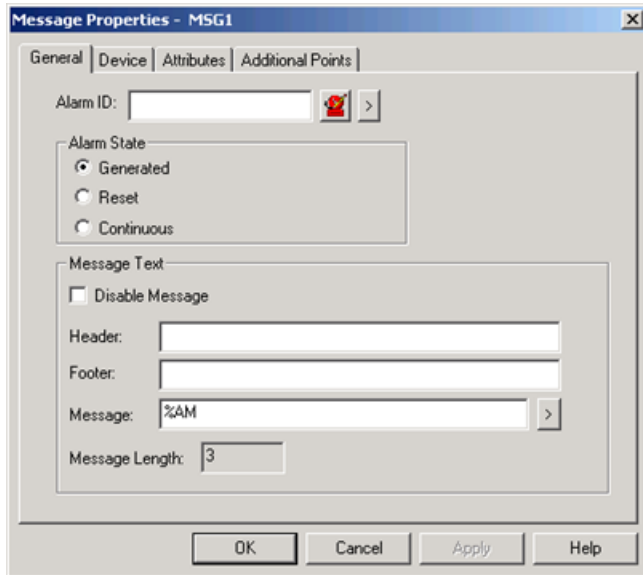 Message Properties - MSG1
General Device Attributes Additional Points
Alarm ID: >
Alarm State
Generated
Reset
Continuous
Message Text
Disable Message
Header:
Footer:
Message: %AM >
Message Length: 3
OK Cancel Apply Help